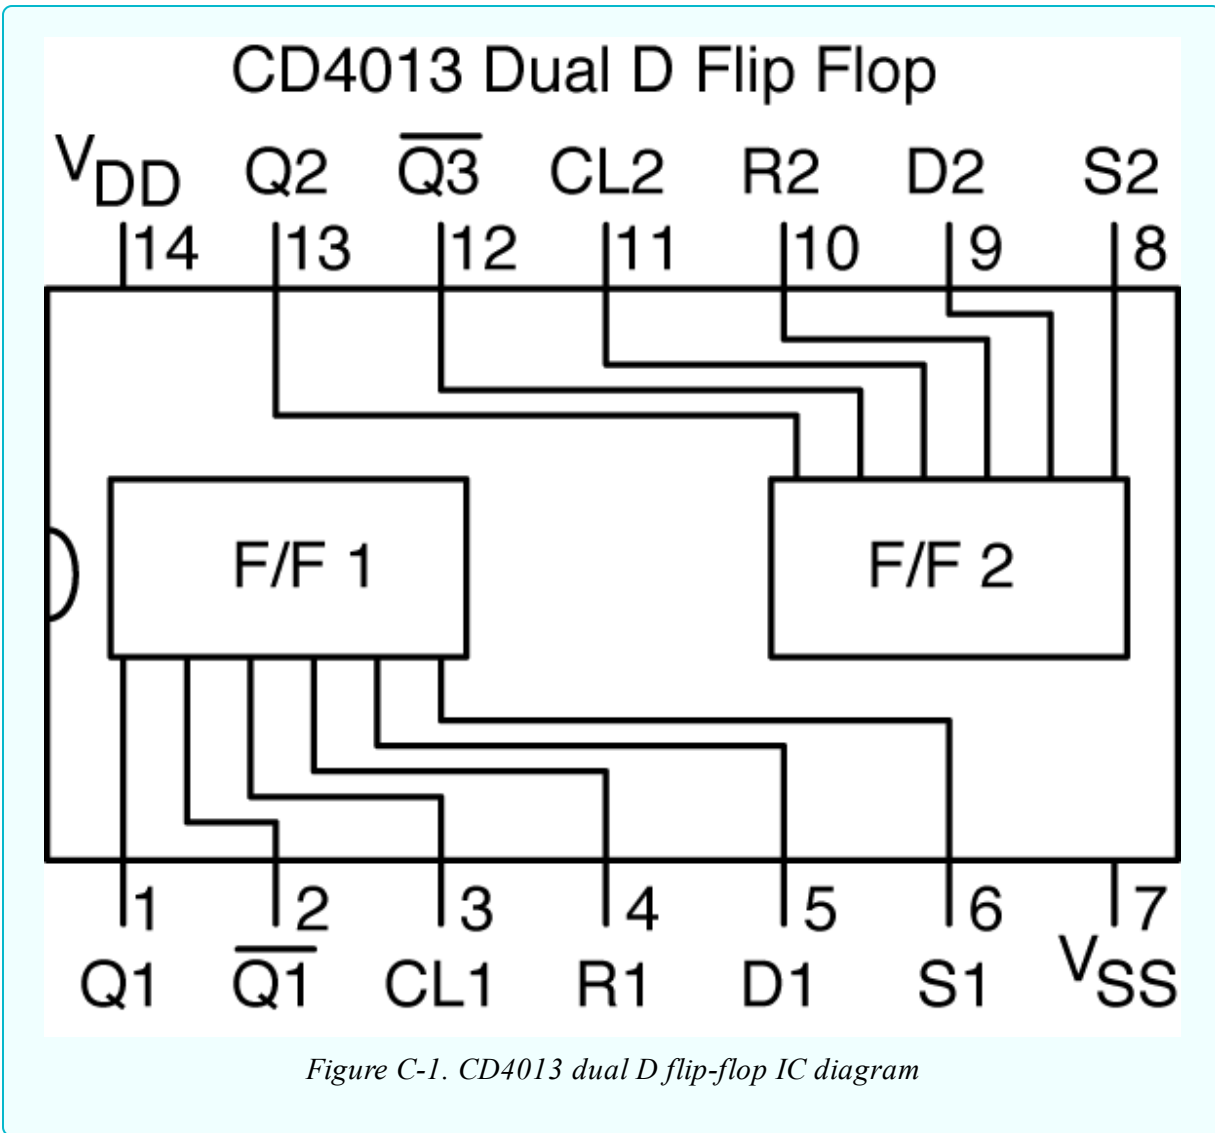 CD4013 Dual D Flip Flop
VDD Q2 Q̅3̅ CL2 R2 D2 S2
14 13 12 11 10 9 8
F/F 1 F/F 2
1 2 3 4 5 6 7
Q1 Q̅1̅ CL1 R1 D1 S1 VSS
Figure C-1. CD4013 dual D flip-flop IC diagram